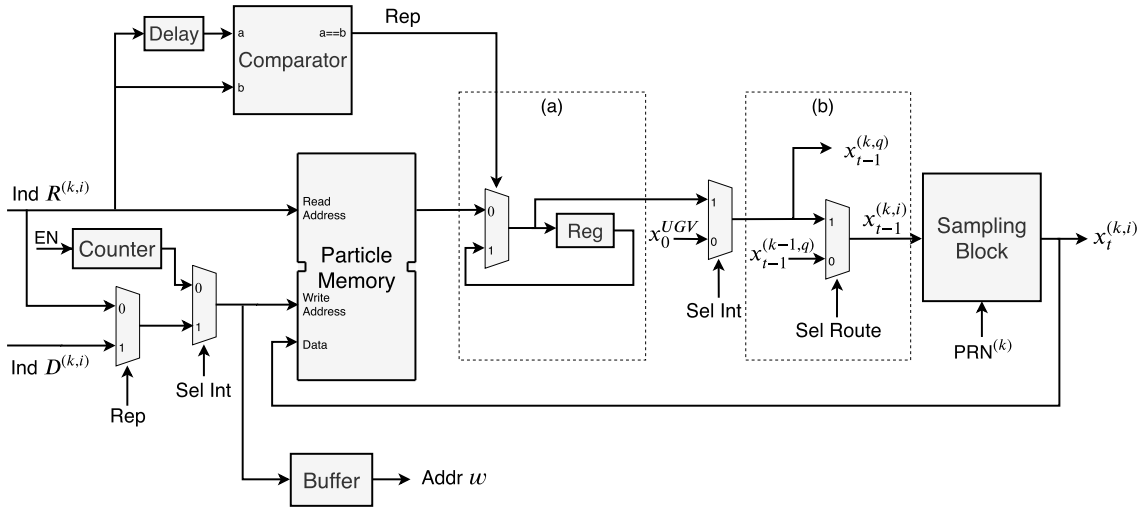 Rep
Delay
a
a==b
Comparator
b
(a)
(b)
x_{t-1}^{(k,q)}
Ind R^{(k,i)}
Read
Address
0
1
Reg
1
0
x_0^{UGV}
1
0
x_{t-1}^{(k,i)}
x_{t-1}^{(k-1,q)}
Sampling
Block
x_t^{(k,i)}
EN
Counter
Particle
Memory
0
1
Write
Address
Data
0
1
Sel Int
Sel Route
PRN^{(k)}
Ind D^{(k,i)}
Sel Int
Rep
Buffer
Addr w